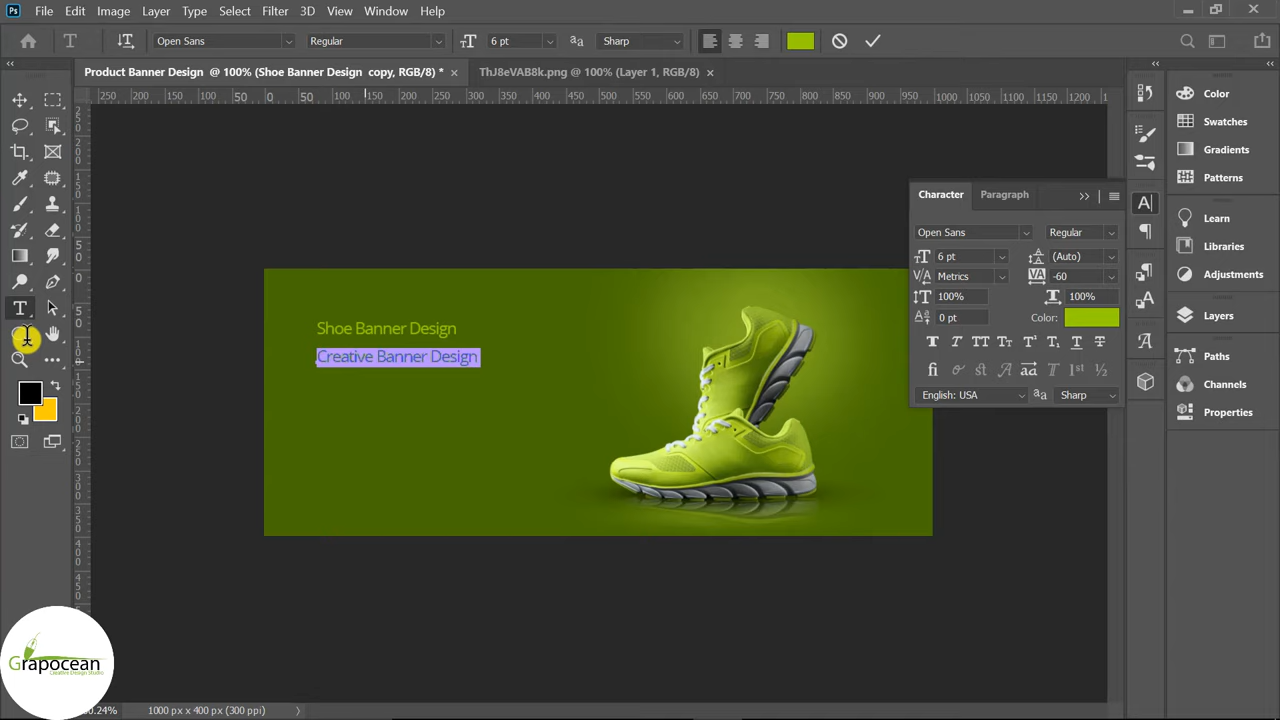 Ps File Edit Image Layer Type Select Filter 3D View Window Help
Open Sans Regular 6 pt Sharp
Product Banner Design @ 100% (Shoe Banner Design copy, RGB/8) * ThJ8eVAB8k.png @ 100% (Layer 1, RGB/8)
250 200 150 100 50 0 50 100 150 200 250 300 350 400 450 500 550 600 650 700 750 800 850 900 950 1000 1050 1100 1150 1200
Color
Swatches
Gradients
Patterns
Learn
Libraries
Adjustments
Layers
Paths
Channels
Properties
Character Paragraph
Open Sans Regular
6 pt (Auto)
Metrics -60
100% 100%
0 pt Color:
English: USA Sharp
Shoe Banner Design
Creative Banner Design
Grapocean
Creative Design Studio
1000 px x 400 px (300 ppi)